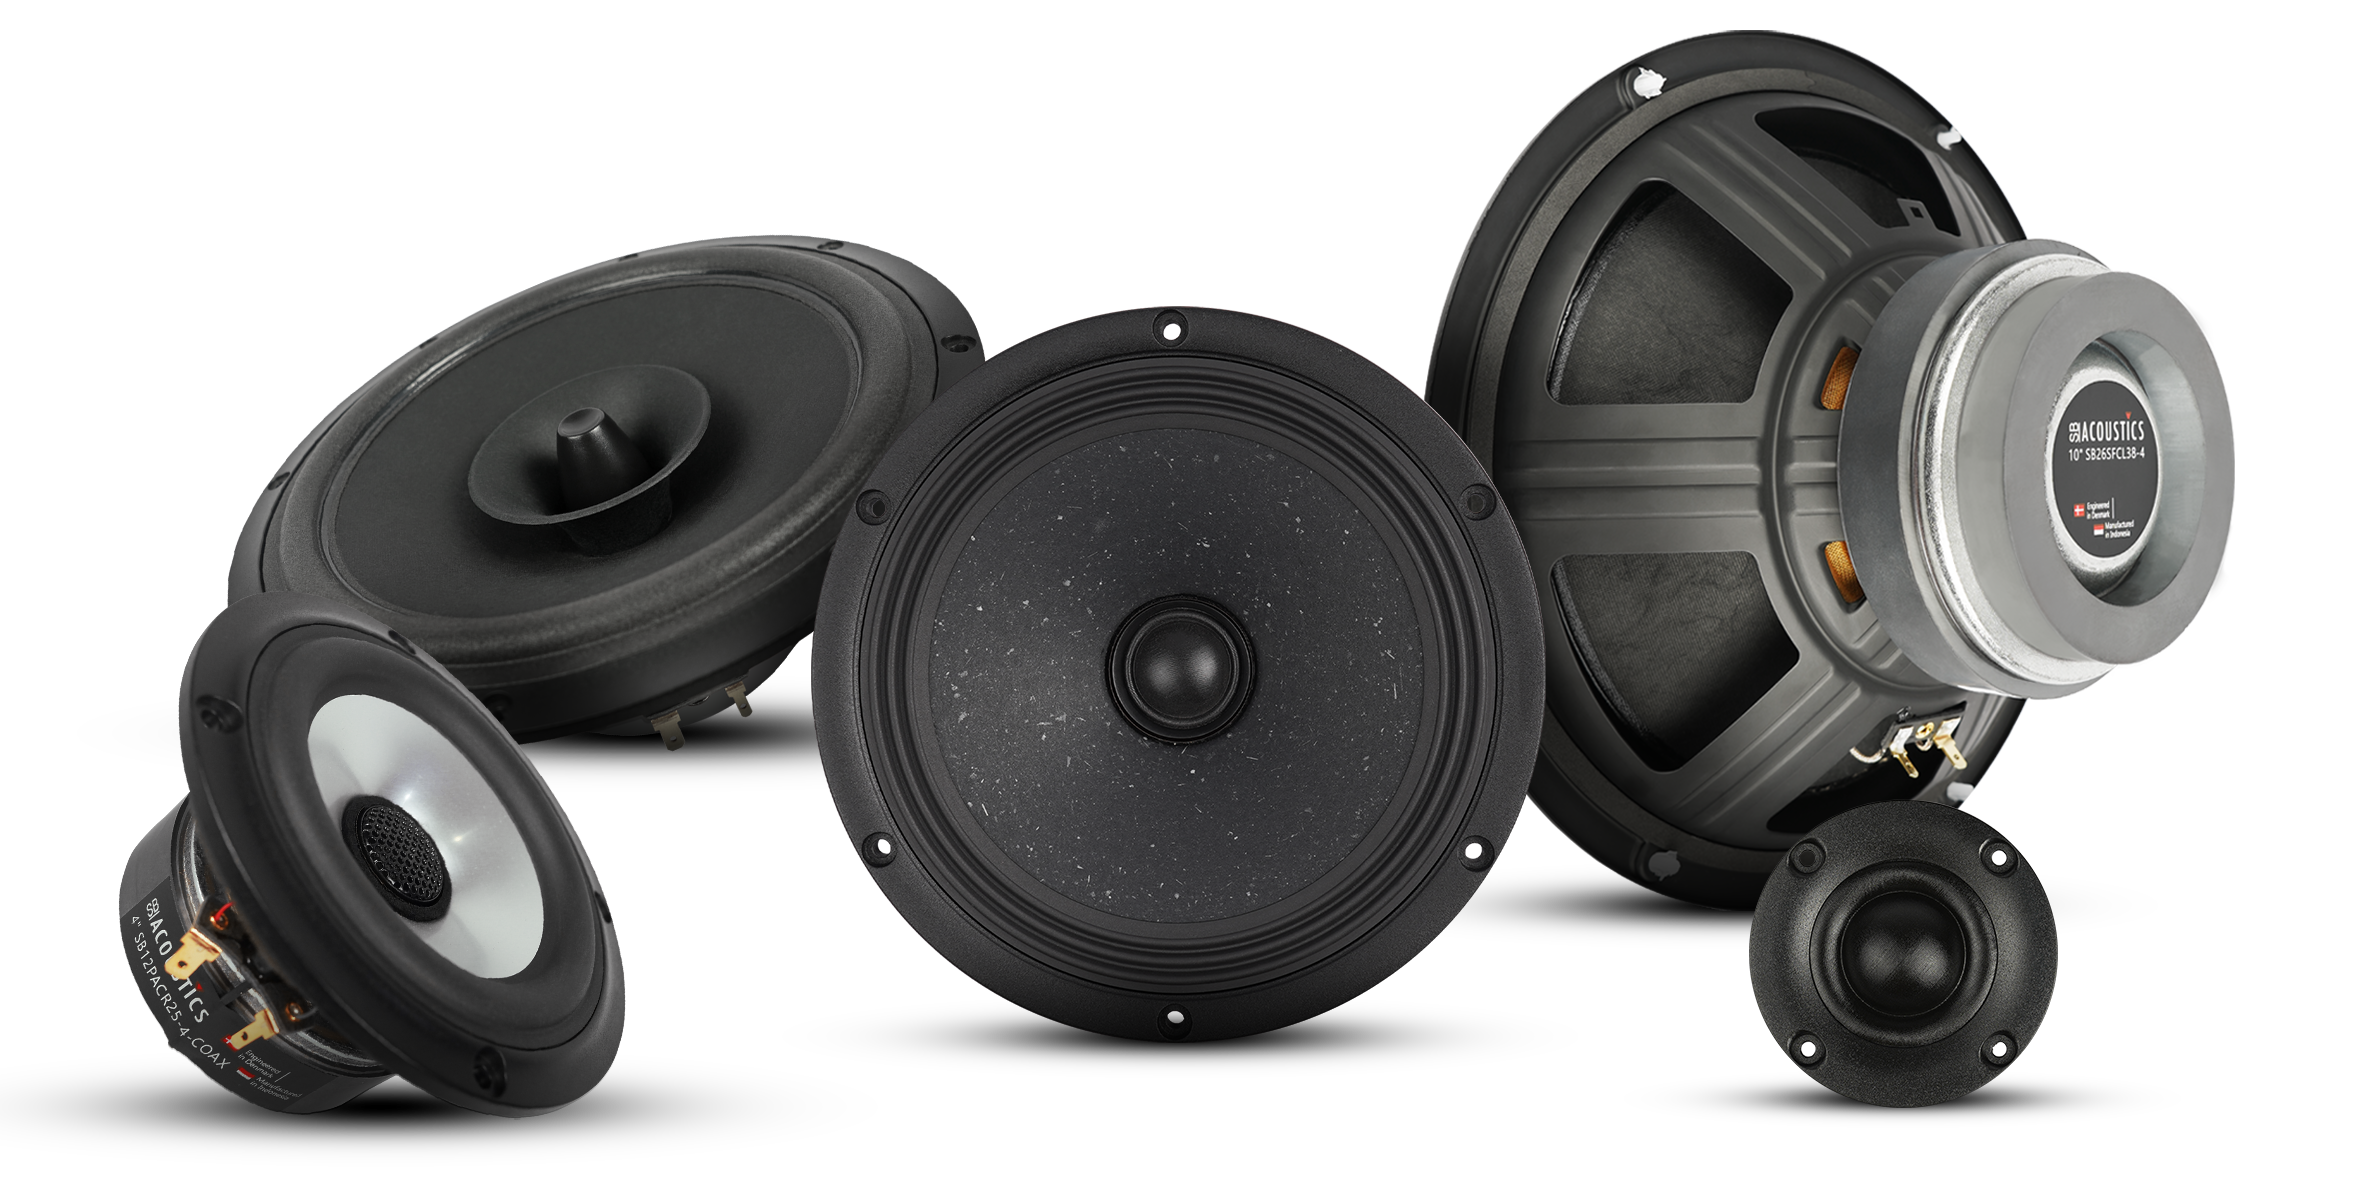 SB ACOUSTICS
10" SB26SFCL38-4
Engineered
in Denmark
Manufactured
in Indonesia
SB ACOUSTICS
4" SB12PACR25-4-COAX
Engineered
in Denmark
Manufactured
in Indonesia